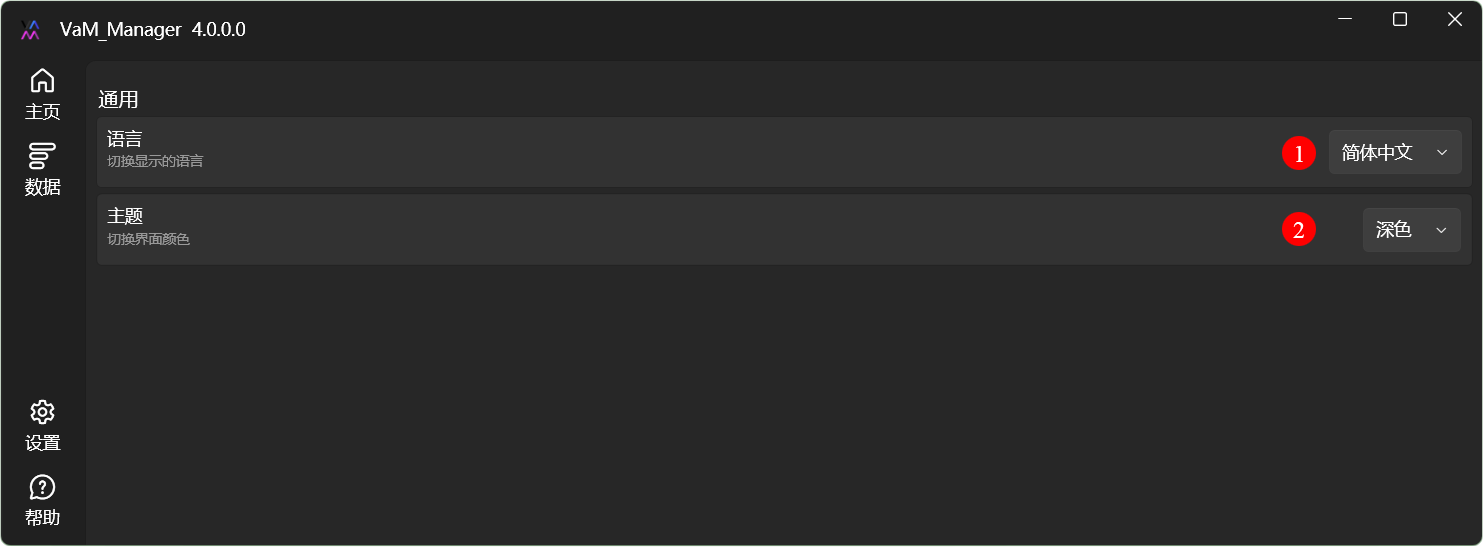 VaM_Manager 4.0.0.0
主页
数据
设置
帮助
通用
语言
切换显示的语言
1
简体中文
主题
切换界面颜色
2
深色